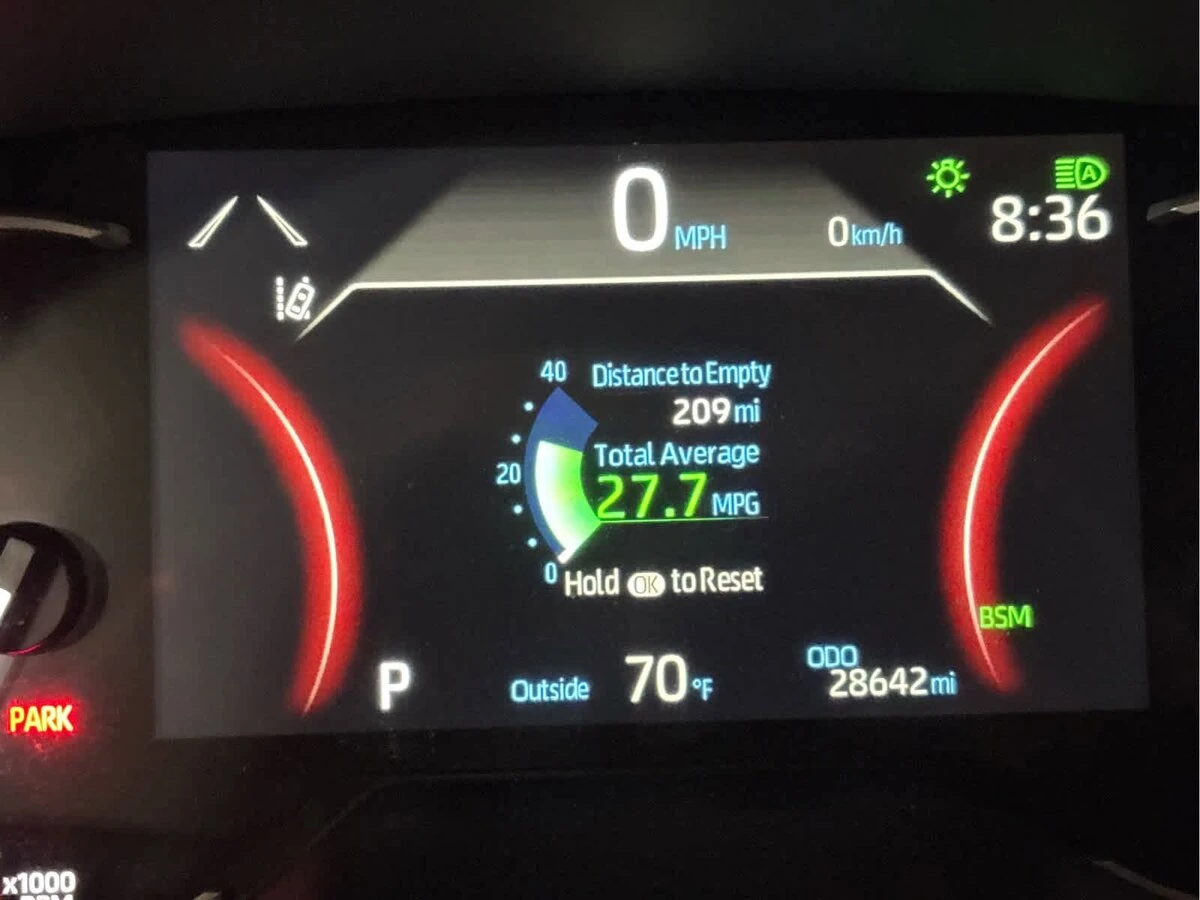 0 MPH
0 km/h
A
8:36
40
Distance to Empty
209 mi
Total Average
20
27.7 MPG
0
Hold OK to Reset
BSM
P
Outside 70 °F
ODO
28642 mi
PARK
x1000